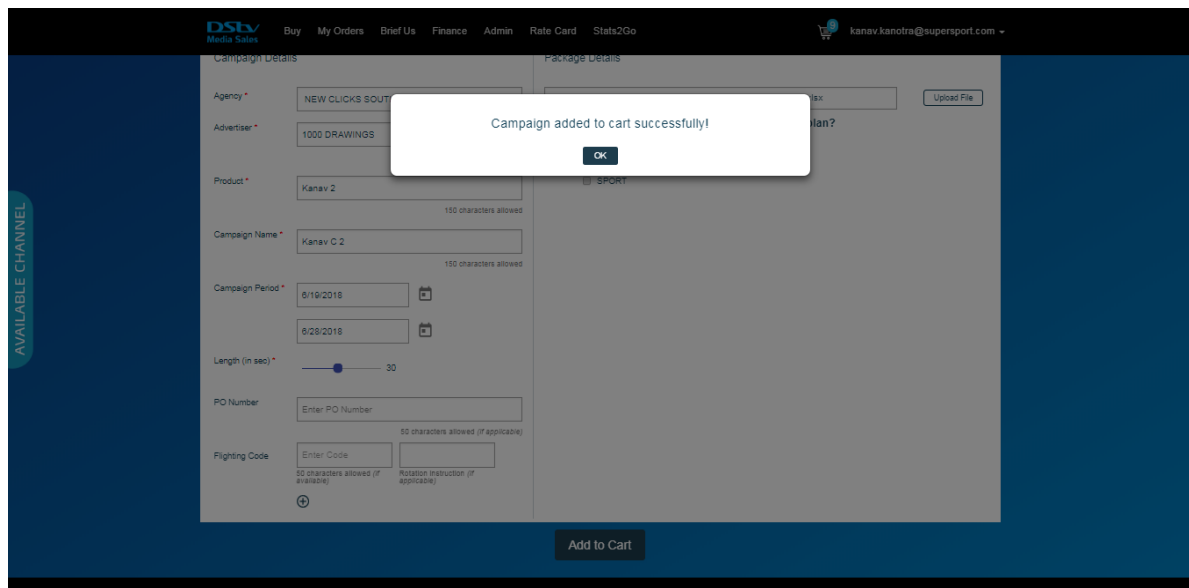 DStv
Media Sales
Buy My Orders Brief Us Finance Admin Rate Card Stats2Go
9
kanav.kanotra@supersport.com
Campaign Details
Package Details
Agency *
NEW CLICKS SOUT
lsx
Upload File
Campaign added to cart successfully!
OK
Advertiser *
1000 DRAWINGS
plan?
SPORT
Product *
Kanav 2
150 characters allowed
Campaign Name *
Kanav C 2
150 characters allowed
Campaign Period *
6/19/2018
6/28/2018
Length (in sec) *
30
PO Number
Enter PO Number
50 characters allowed (if applicable)
Flighting Code
Enter Code
50 characters allowed (if
available)
Rotation Instruction (if
applicable)
AVAILABLE CHANNEL
Add to Cart